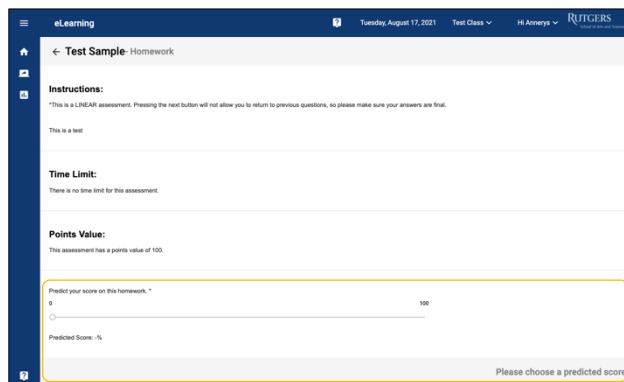 eLearning
Tuesday, August 17, 2021
Test Class
Hi Annerys
RUTGERS
← Test Sample- Homework
Instructions:
*This is a LINEAR assessment. Pressing the next button will not allow you to return to previous questions, so please make sure your answers are final.
This is a test
Time Limit:
There is no time limit for this assessment.
Points Value:
This assessment has a points value of 100.
Predict your score on this homework. *
0 100
Predicted Score: -%
Please choose a predicted score